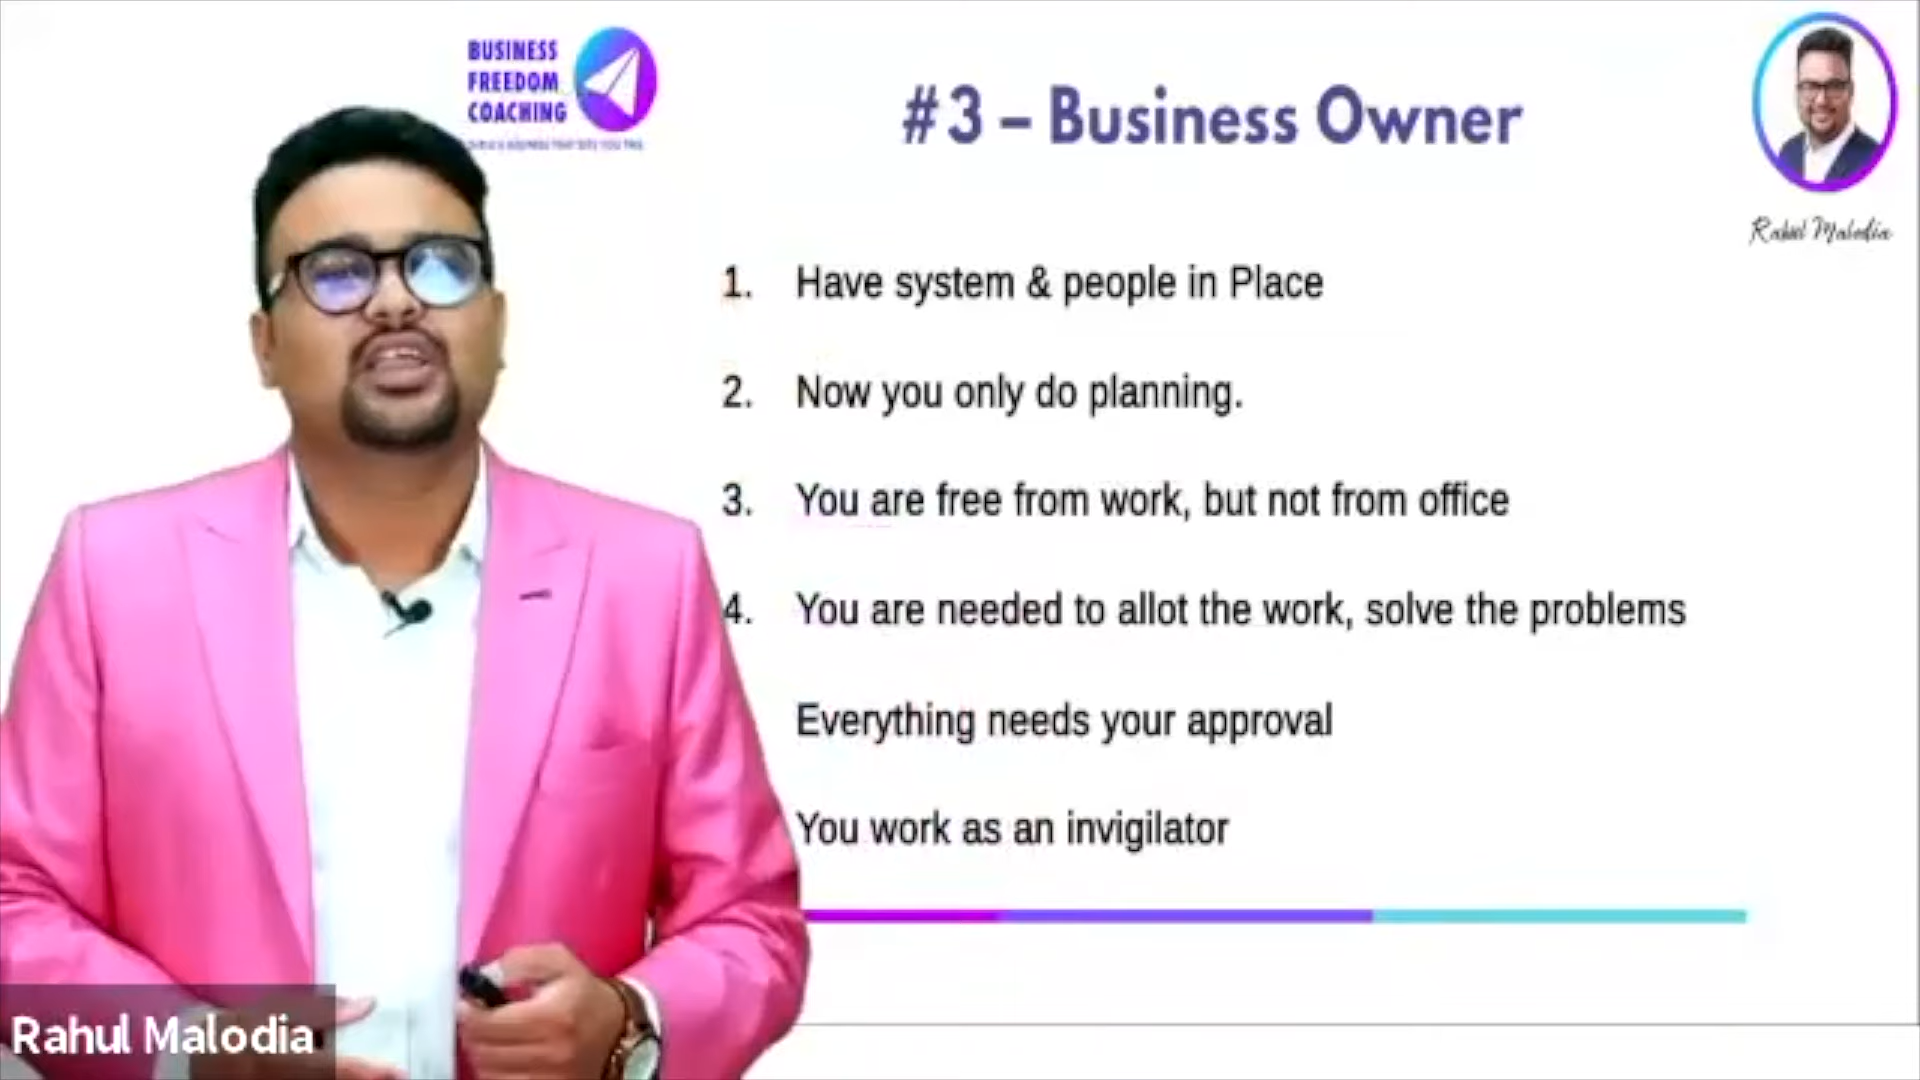 BUSINESS
FREEDOM
COACHING
#3 – Business Owner
Rahul Malodia
1. Have system & people in Place
2. Now you only do planning.
3. You are free from work, but not from office
4. You are needed to allot the work, solve the problems
Everything needs your approval
You work as an invigilator
Rahul Malodia